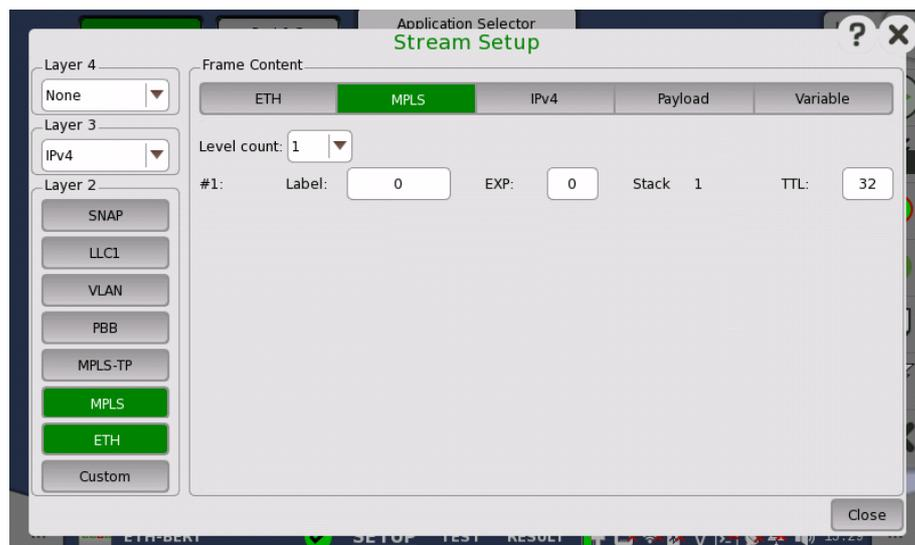 Application Selector
Stream Setup
?
Layer 4
None
Layer 3
IPv4
Layer 2
SNAP
LLC1
VLAN
PBB
MPLS-TP
MPLS
ETH
Custom
Frame Content
ETH MPLS IPv4 Payload Variable
Level count: 1
#1: Label: 0 EXP: 0 Stack 1 TTL: 32
Close
ETH-BERT SETUP TEST RESULT 13:29